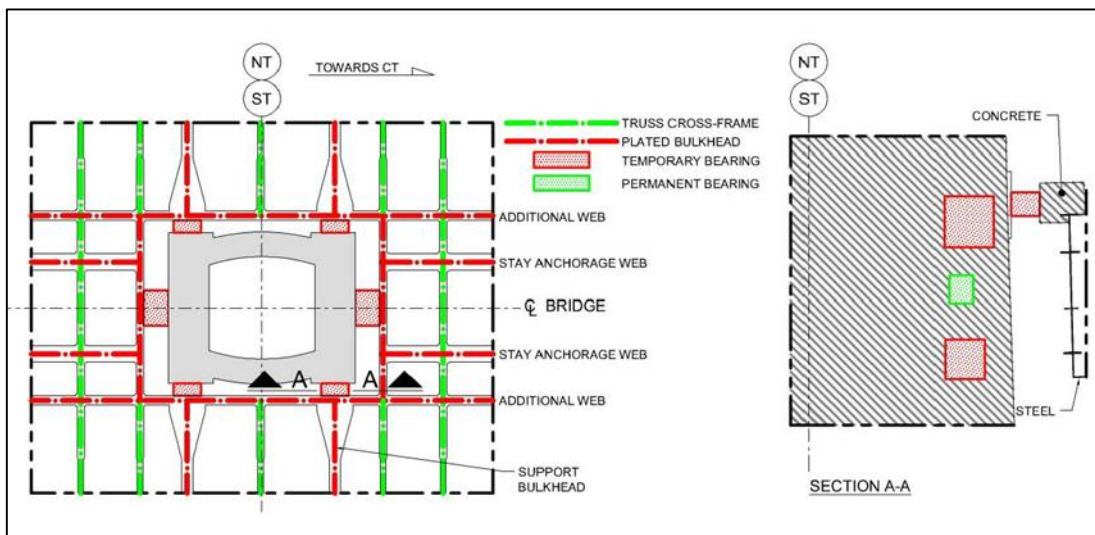 NT
ST
TOWARDS CT
TRUSS CROSS-FRAME
PLATED BULKHEAD
TEMPORARY BEARING
PERMANENT BEARING
ADDITIONAL WEB
STAY ANCHORAGE WEB
℄ BRIDGE
STAY ANCHORAGE WEB
A A
ADDITIONAL WEB
SUPPORT
BULKHEAD
NT
ST
CONCRETE
STEEL
SECTION A-A